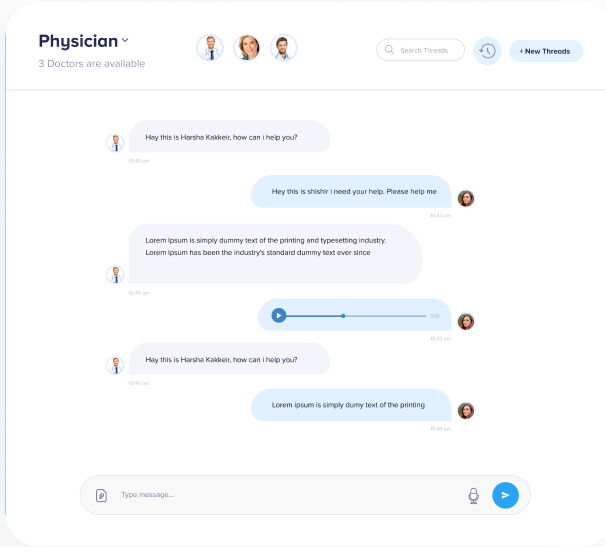 Physician
3 Doctors are available
Search Threads
+ New Threads
Hay this is Harsha Kakkeir, how can i help you?
10:45 am
Hey this is shishir i need your help. Please help me
10:43 pm
Lorem Ipsum is simply dummy text of the printing and typesetting industry.
Lorem Ipsum has been the industry's standard dummy text ever since
10:45 am
10:43 pm
Hay this is Harsha Kakkeir, how can i help you?
10:45 am
Lorem ipsum is simply dumy text of the printing
10:43 pm
Type message...